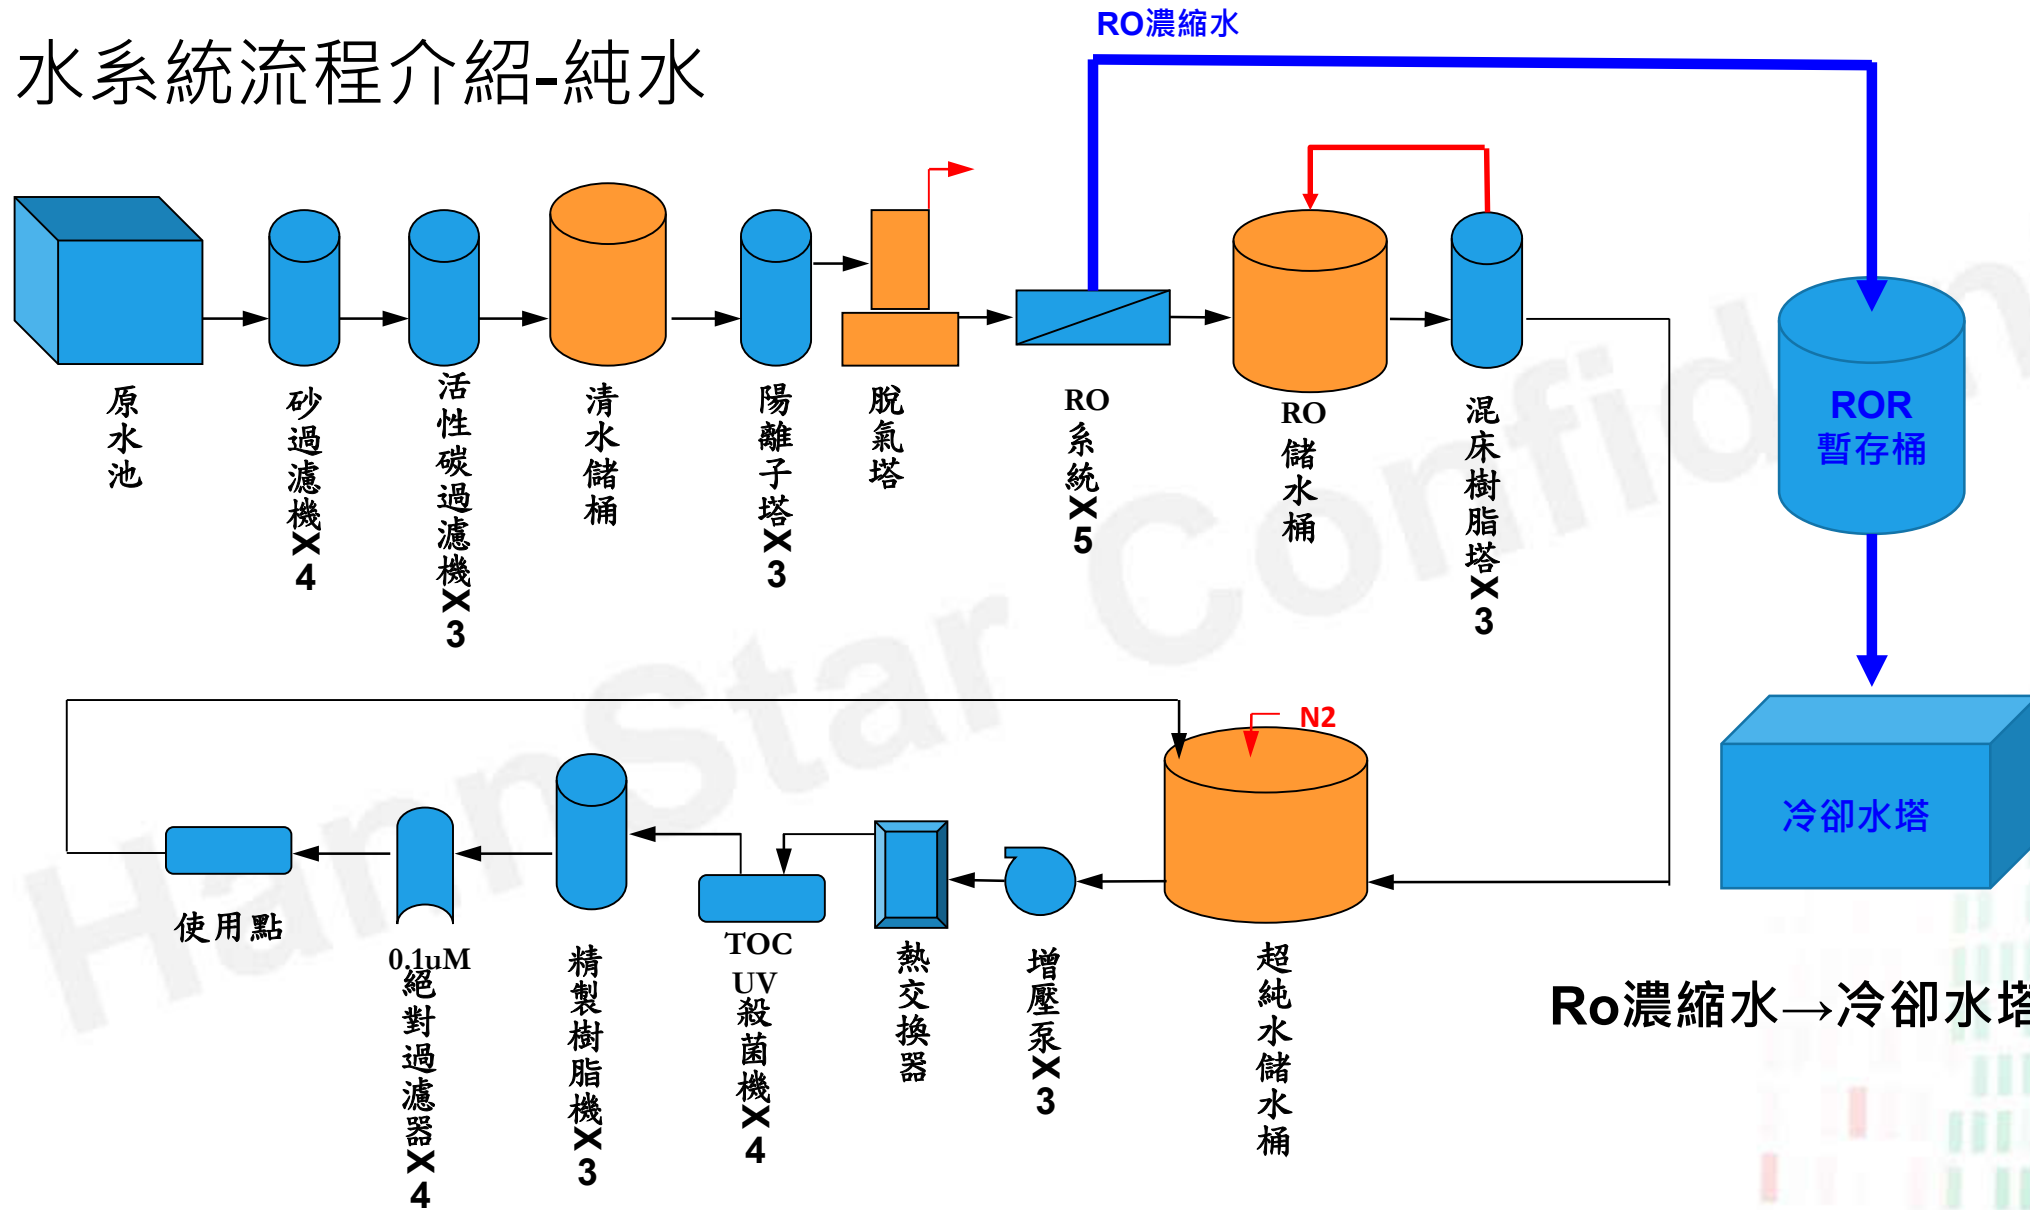 水系統流程介紹-純水
RO濃縮水
原水池
砂過濾機X4
活性碳過濾機X3
清水儲桶
陽離子塔X3
脫氣塔
RO系統X5
RO儲水桶
混床樹脂塔X3
ROR
暫存桶
冷卻水塔
N2
使用點
0.1uM
絕對過濾器X4
精製樹脂機X3
TOC
UV
殺菌機X4
熱交換器
增壓泵X3
超純水儲水桶
Ro濃縮水→冷卻水塔
HannStar Confiden